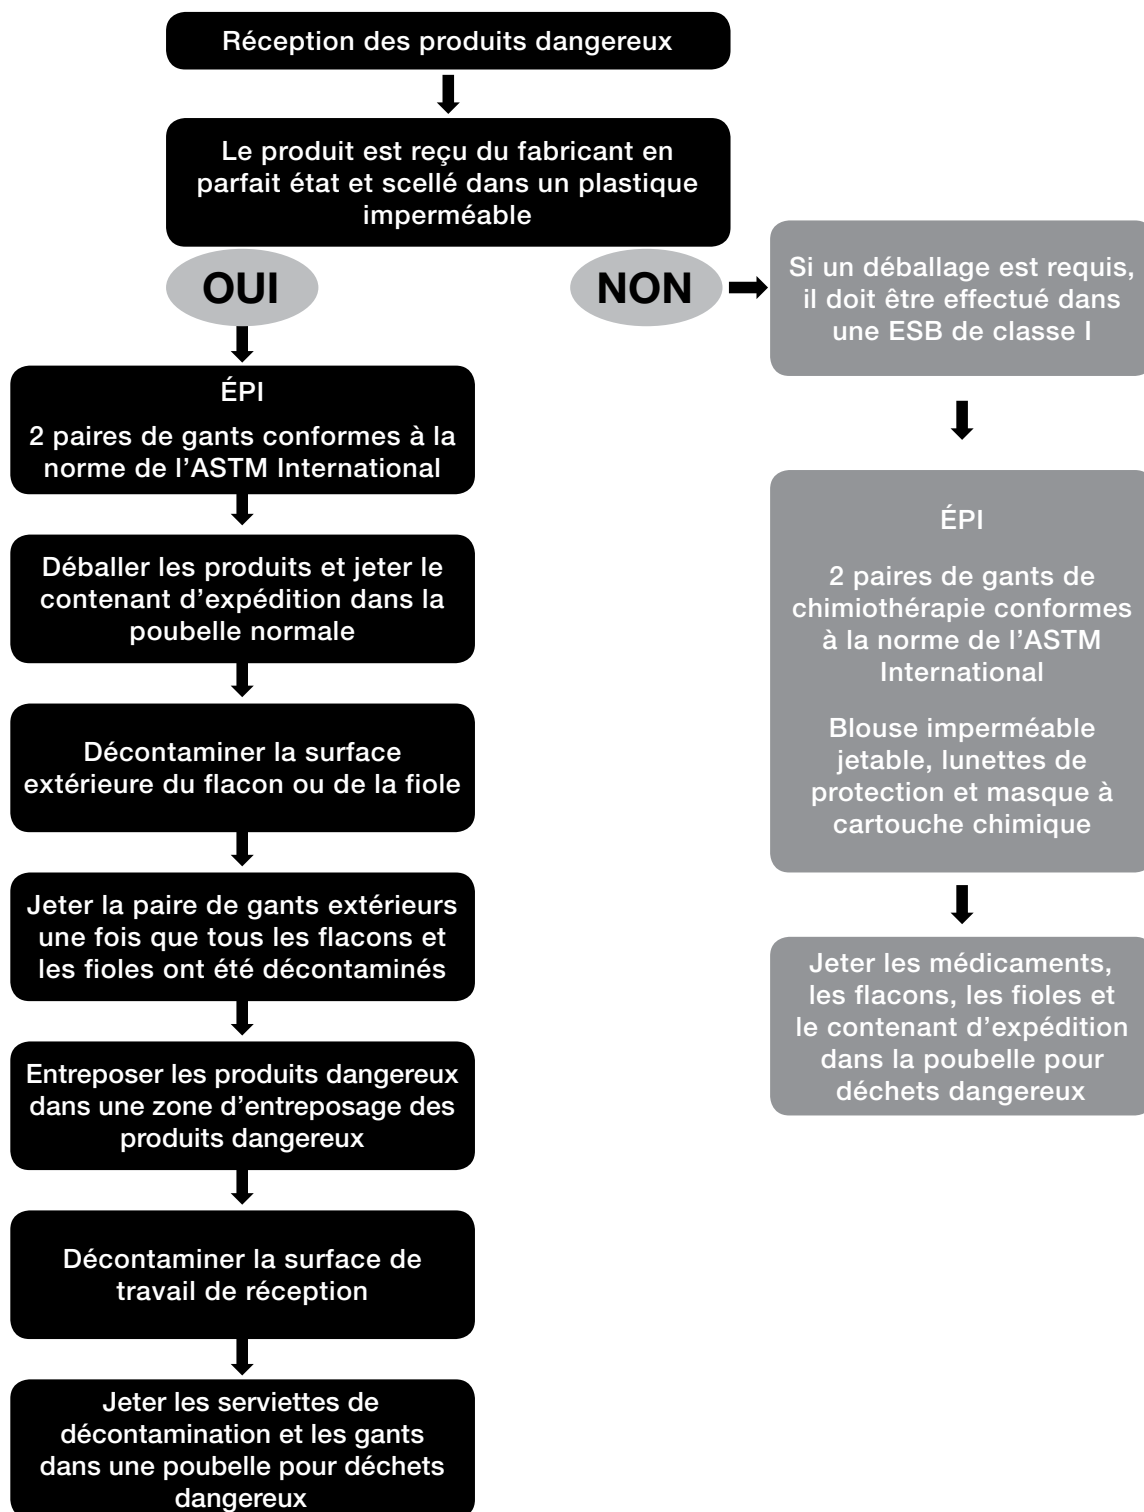 Réception des produits dangereux
Le produit est reçu du fabricant en
parfait état et scellé dans un plastique
imperméable
OUI
NON
ÉPI
2 paires de gants conformes à la
norme de l'ASTM International
Déballer les produits et jeter le
contenant d'expédition dans la
poubelle normale
Décontaminer la surface
extérieure du flacon ou de la fiole
Jeter la paire de gants extérieurs
une fois que tous les flacons et
les fioles ont été décontaminés
Entreposer les produits dangereux
dans une zone d'entreposage des
produits dangereux
Décontaminer la surface de
travail de réception
Jeter les serviettes de
décontamination et les gants
dans une poubelle pour déchets
dangereux
Si un déballage est requis,
il doit être effectué dans
une ESB de classe I
ÉPI
2 paires de gants de
chimiothérapie conformes
à la norme de l'ASTM
International
Blouse imperméable
jetable, lunettes de
protection et masque à
cartouche chimique
Jeter les médicaments,
les flacons, les fioles et
le contenant d'expédition
dans la poubelle pour
déchets dangereux